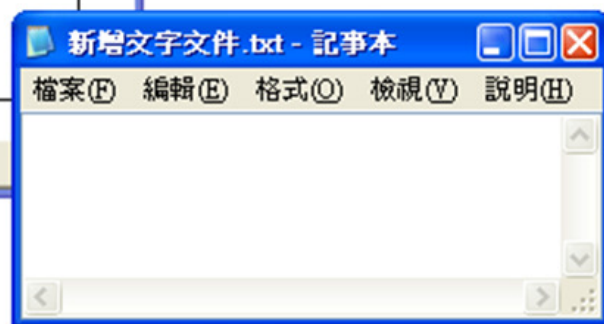 新增文字文件.txt - 記事本
檔案(F) 編輯(E) 格式(O) 檢視(V) 說明(H)